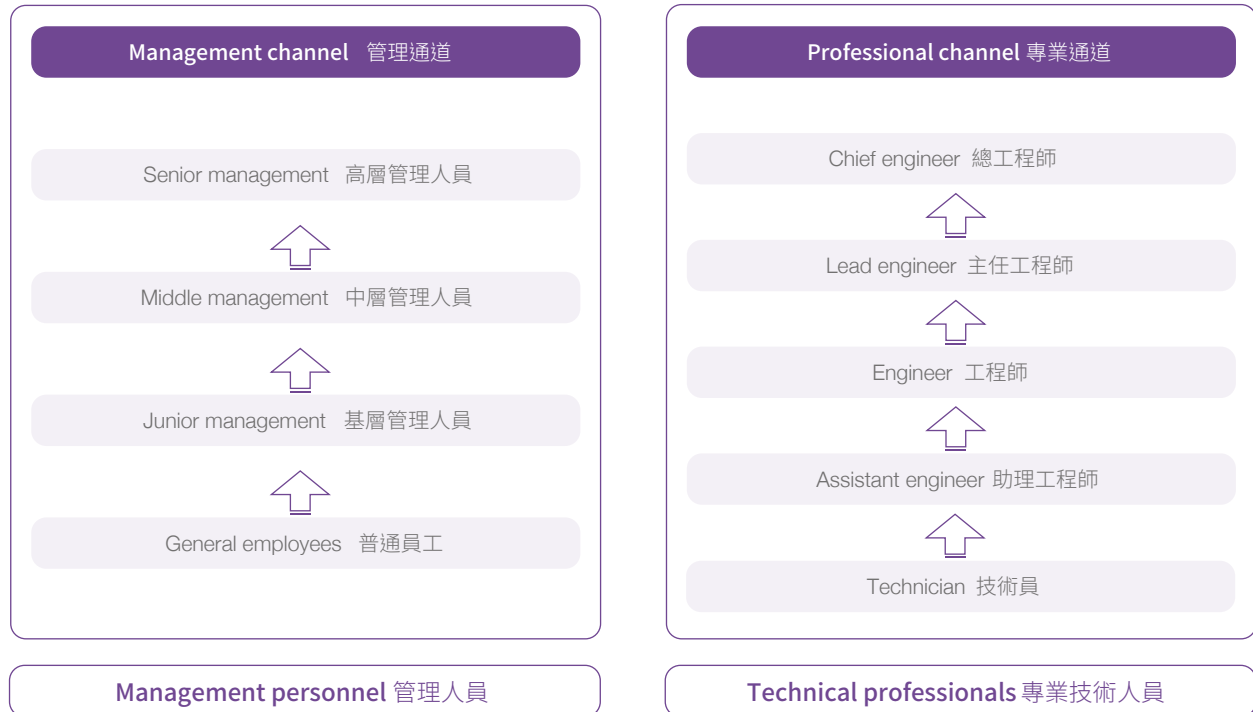 Management channel 管理通道
Senior management 高層管理人員
Middle management 中層管理人員
Junior management 基層管理人員
General employees 普通員工
Management personnel 管理人員
Professional channel 專業通道
Chief engineer 總工程師
Lead engineer 主任工程師
Engineer 工程師
Assistant engineer 助理工程師
Technician 技術員
Technical professionals 專業技術人員